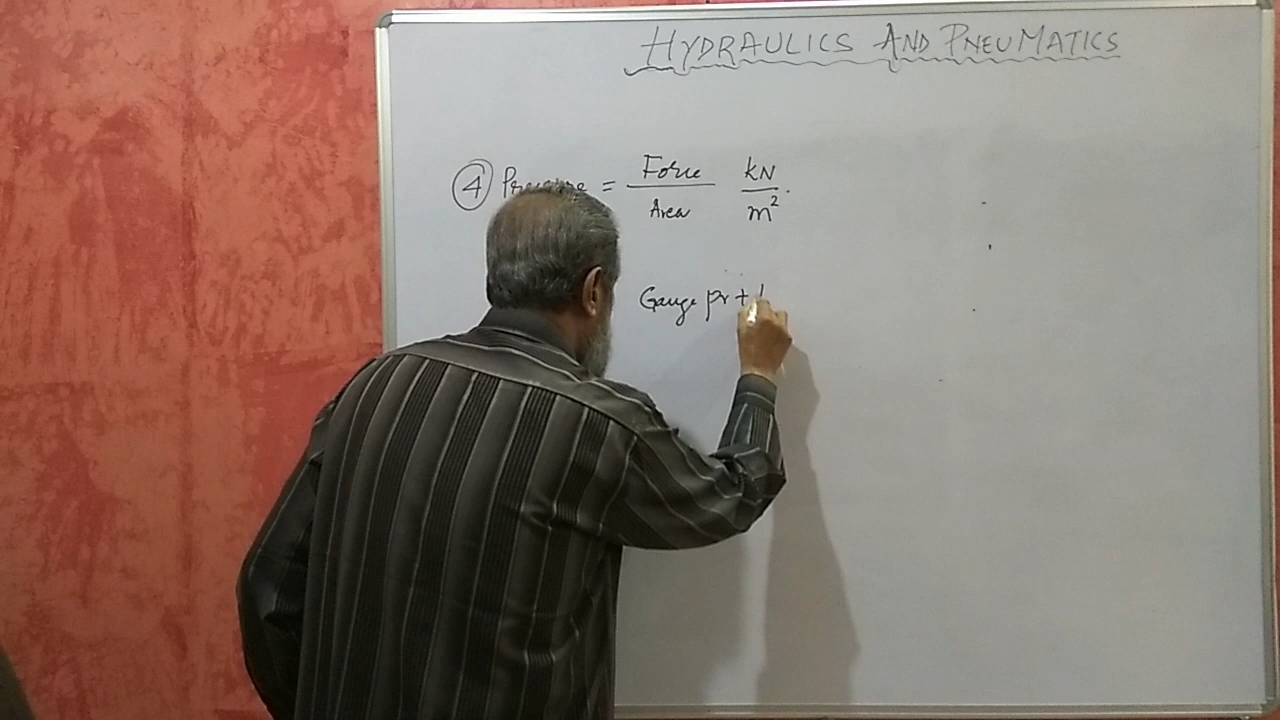 HYDRAULICS AND PNEUMATICS
④ Pressure = Force / Area kN / m².
Gauge pr +